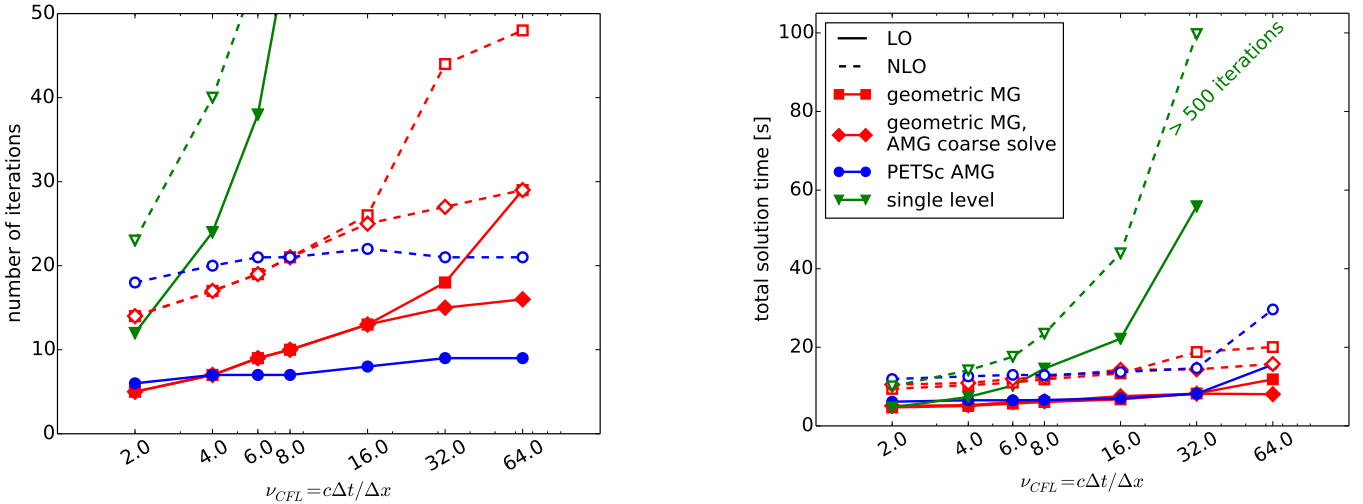 50
40
30
20
10
0
number of iterations
2.0
4.0
6.0
8.0
16.0
32.0
64.0
ν_CFL = cΔt/Δx
100
80
60
40
20
0
total solution time [s]
LO
NLO
geometric MG
geometric MG,
AMG coarse solve
PETSc AMG
single level
> 500 iterations
2.0
4.0
6.0
8.0
16.0
32.0
64.0
ν_CFL = cΔt/Δx